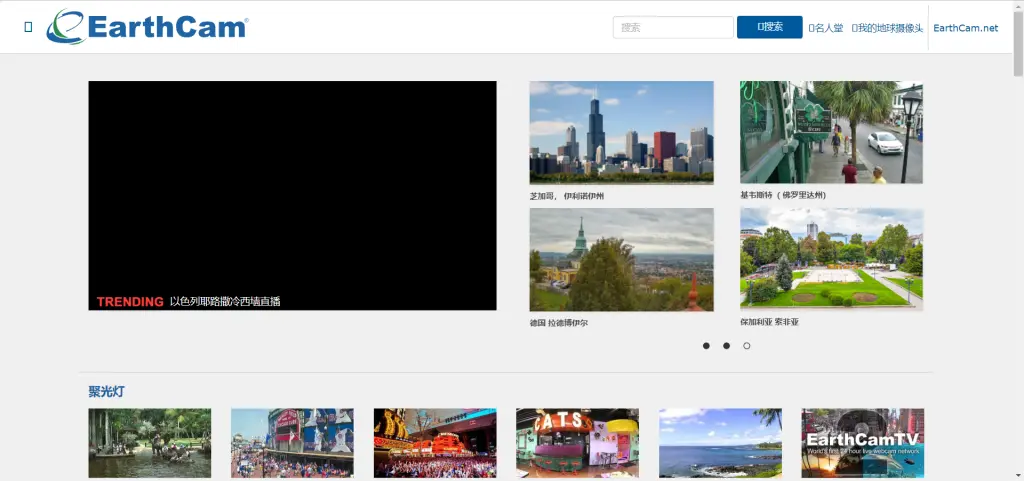 EarthCam®
搜索
搜索
名人堂
我的地球摄像头
EarthCam.net
TRENDING 以色列耶路撒冷西墙直播
芝加哥， 伊利诺伊州
基韦斯特（ 佛罗里达州)
德国 拉德博伊尔
保加利亚 索非亚
聚光灯
CATS
EarthCamTV
World's first 24 hour live webcam network